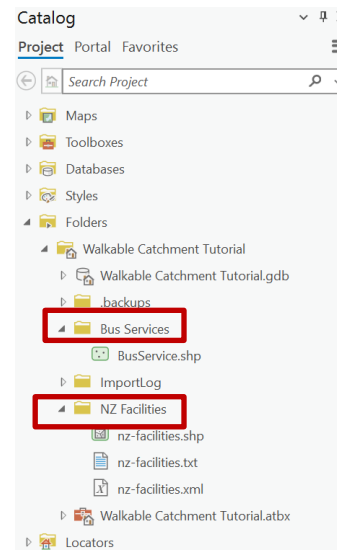 Catalog
Project Portal Favorites
Search Project
Maps
Toolboxes
Databases
Styles
Folders
Walkable Catchment Tutorial
Walkable Catchment Tutorial.gdb
.backups
Bus Services
BusService.shp
ImportLog
NZ Facilities
nz-facilities.shp
nz-facilities.txt
nz-facilities.xml
Walkable Catchment Tutorial.atbx
Locators